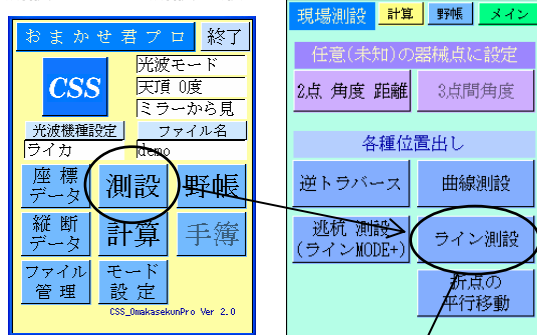 おまかせ君プロ 終了
CSS
光波モード
天頂 0度
ミラーから見
光波機種設定 ファイル名
ライカ demo
座標データ 測設 野帳
縦断データ 計算 手簿
ファイル管理 モード設定
CSS_OmakasekunPro Ver 2.0
現場測設 計算 野帳 メイン
任意(未知)の器械点に設定
2点 角度 距離 3点間角度
各種位置出し
逆トラバース 曲線測設
逃杭 測設
(ラインMODE+) ライン測設
折点の
平行移動